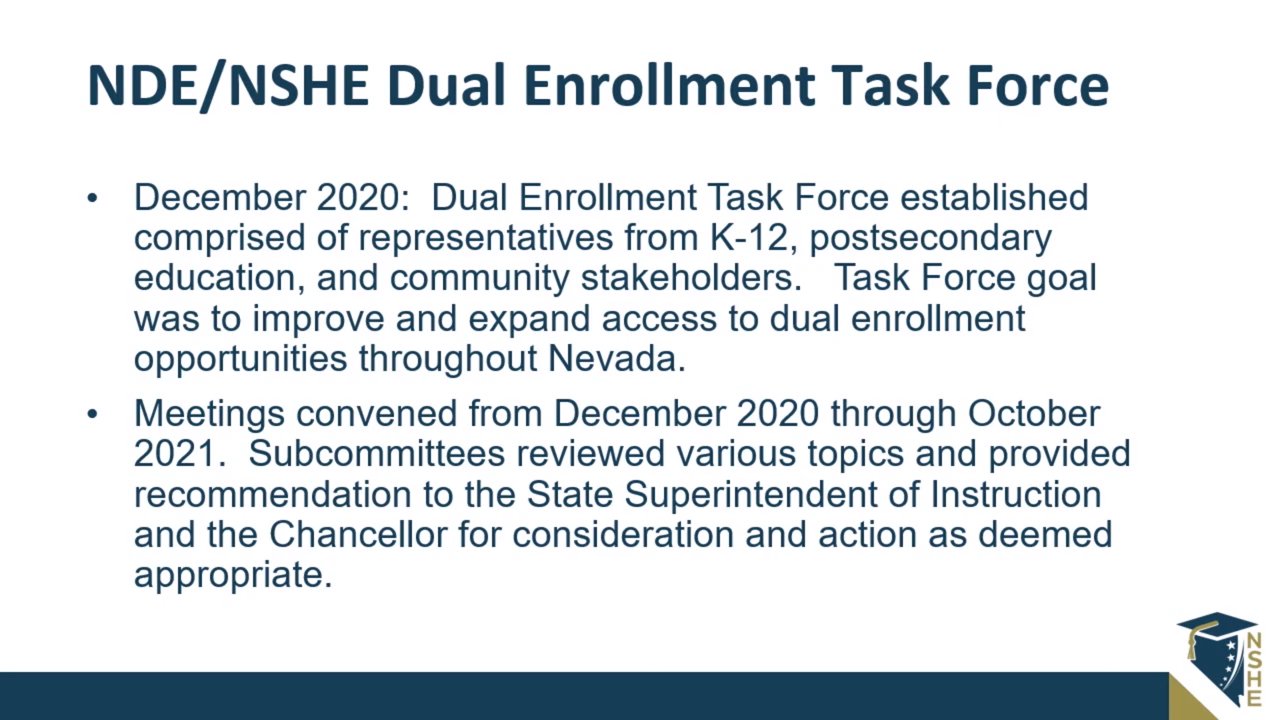 NDE/NSHE Dual Enrollment Task Force
• December 2020:  Dual Enrollment Task Force established
comprised of representatives from K-12, postsecondary
education, and community stakeholders.   Task Force goal
was to improve and expand access to dual enrollment
opportunities throughout Nevada.
• Meetings convened from December 2020 through October
2021.  Subcommittees reviewed various topics and provided
recommendation to the State Superintendent of Instruction
and the Chancellor for consideration and action as deemed
appropriate.
NSHE